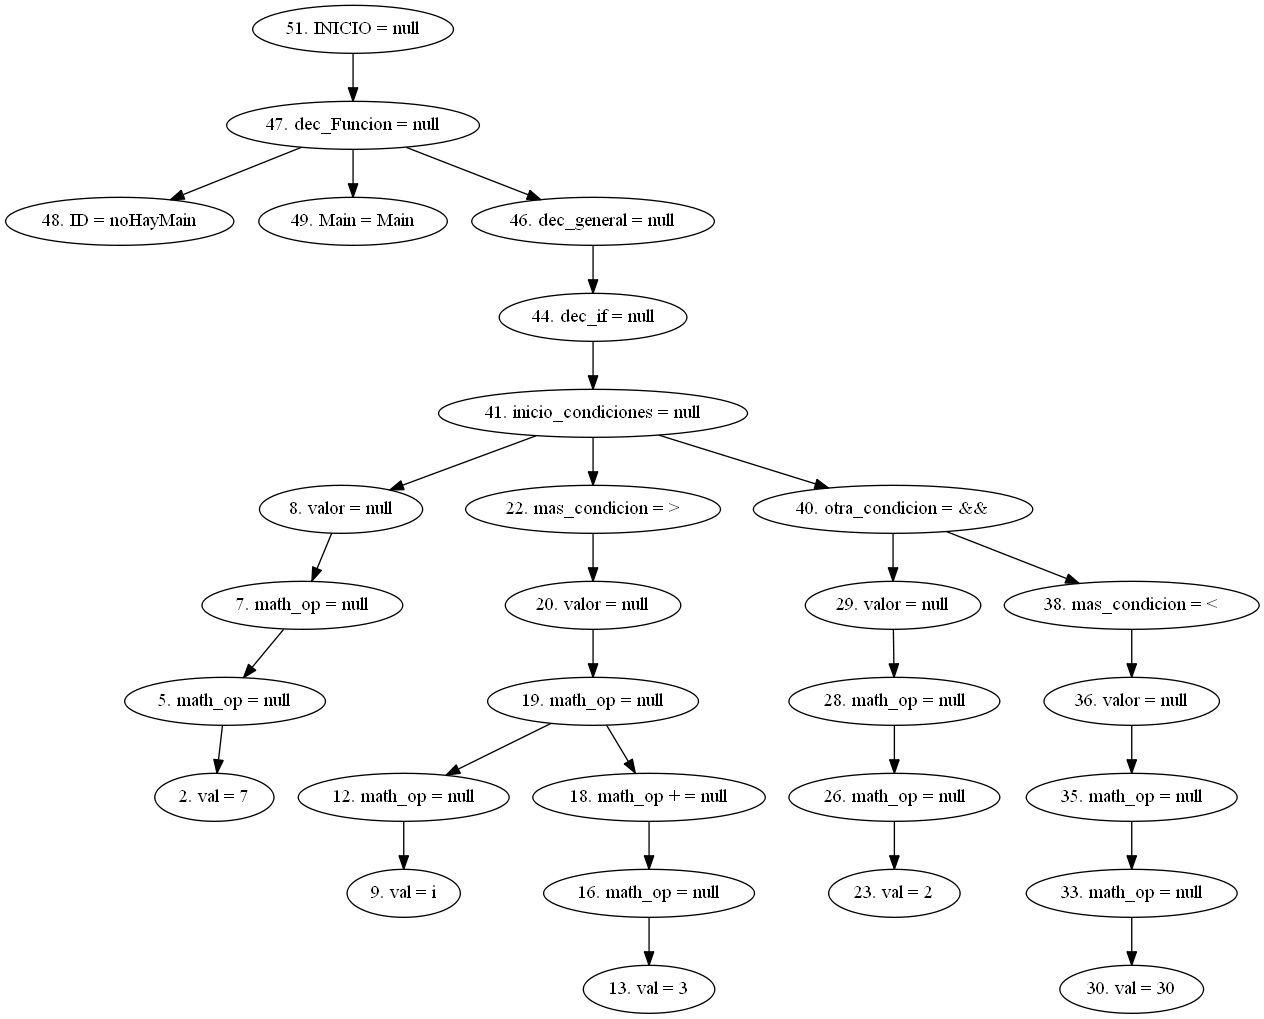 51. INICIO = null
47. dec_Funcion = null
48. ID = noHayMain
49. Main = Main
46. dec_general = null
44. dec_if = null
41. inicio_condiciones = null
8. valor = null
22. mas_condicion = >
40. otra_condicion = &&
7. math_op = null
20. valor = null
29. valor = null
38. mas_condicion = <
5. math_op = null
19. math_op = null
28. math_op = null
36. valor = null
2. val = 7
12. math_op = null
18. math_op + = null
26. math_op = null
35. math_op = null
9. val = i
16. math_op = null
23. val = 2
33. math_op = null
13. val = 3
30. val = 30